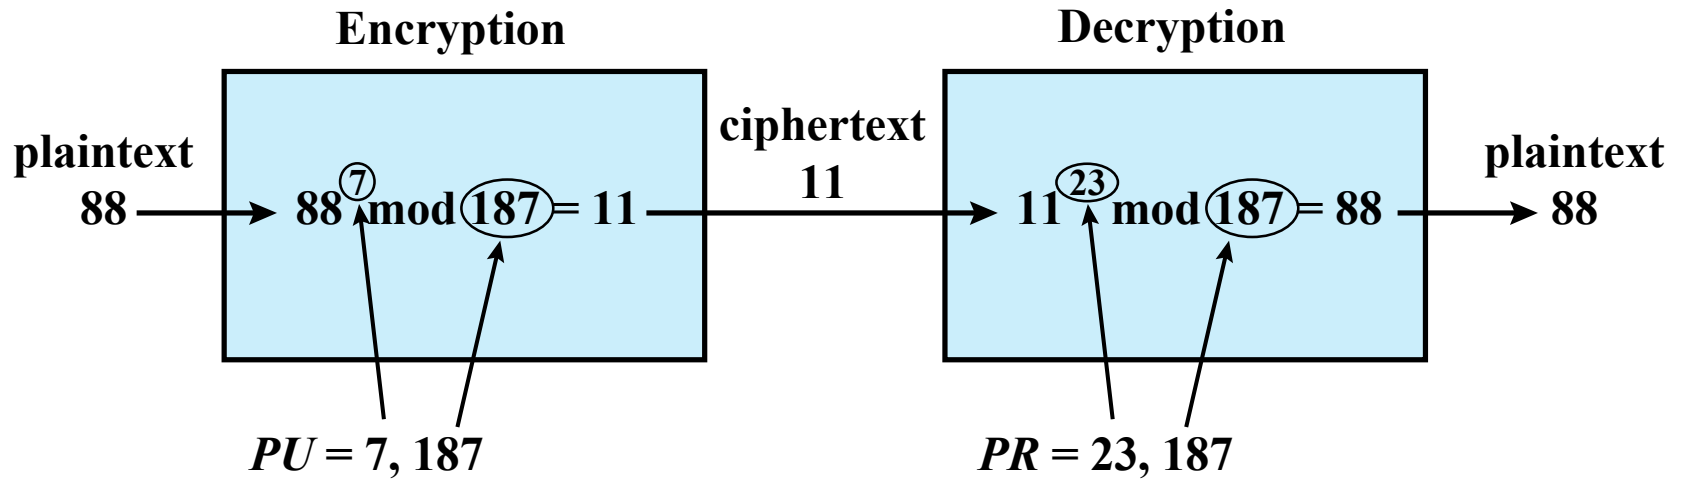 Encryption
Decryption
plaintext
88
88^7 mod 187 = 11
ciphertext
11
11^23 mod 187 = 88
plaintext
88
PU = 7, 187
PR = 23, 187